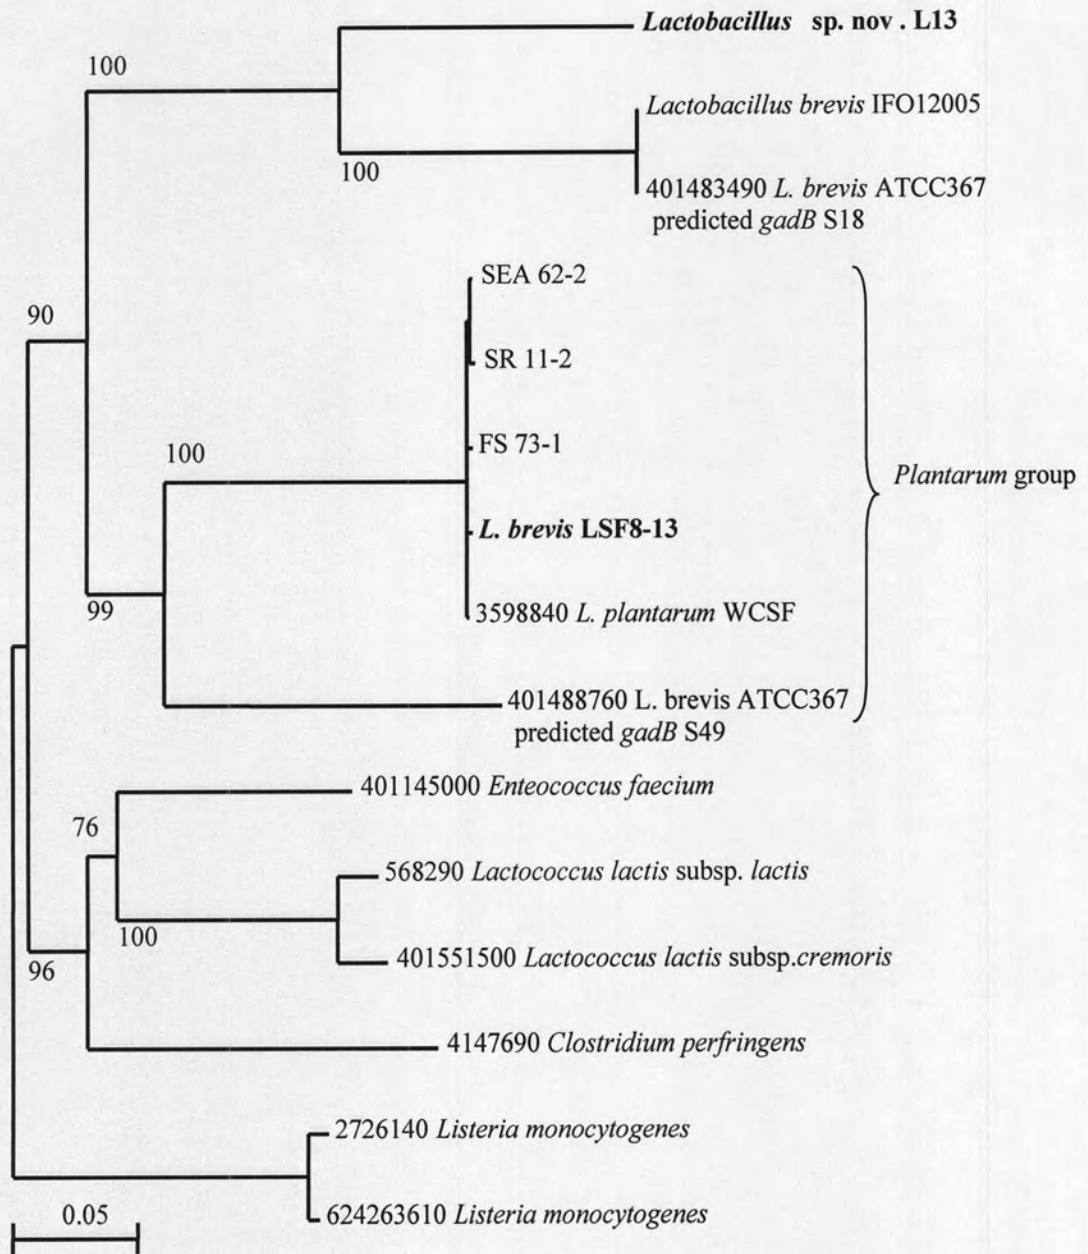 Lactobacillus sp. nov . L13
100
Lactobacillus brevis IFO12005
100
401483490 L. brevis ATCC367
predicted gadB S18
SEA 62-2
90
SR 11-2
100
FS 73-1
Plantarum group
L. brevis LSF8-13
99
3598840 L. plantarum WCSF
401488760 L. brevis ATCC367
predicted gadB S49
401145000 Enteococcus faecium
76
568290 Lactococcus lactis subsp. lactis
100
401551500 Lactococcus lactis subsp.cremoris
96
4147690 Clostridium perfringens
2726140 Listeria monocytogenes
624263610 Listeria monocytogenes
0.05